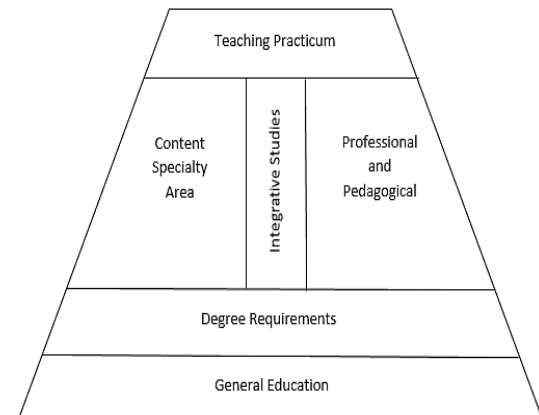 Teaching Practicum
Content
Specialty
Area
Integrative Studies
Professional
and
Pedagogical
Degree Requirements
General Education